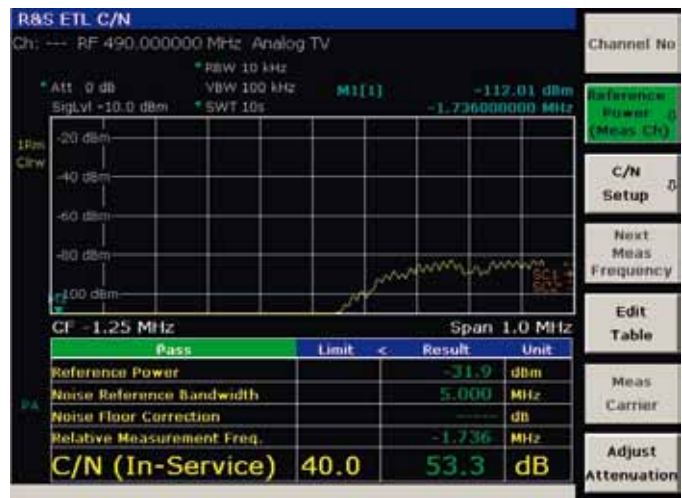 R&S ETL C/N
Ch: --- RF 490.000000 MHz Analog TV
* RBW 10 kHz
* Att 0 dB VBW 100 kHz M1[1] -112.01 dBm
SigLvl -10.0 dBm * SWT 10s -1.736000000 MHz
1Rm
Clrw
-20 dBm
-40 dBm
-60 dBm
-80 dBm
-100 dBm
SC1
CF -1.25 MHz Span 1.0 MHz
Pass Limit < Result Unit
Reference Power -31.9 dBm
Noise Reference Bandwidth 5.000 MHz
Noise Floor Correction ----- dB
Relative Measurement Freq. -1.736 MHz
C/N (In-Service) 40.0 53.3 dB
PA
Channel No
Reference
Power
(Meas Ch)
C/N
Setup
Next
Meas
Frequency
Edit
Table
Meas
Carrier
Adjust
Attenuation